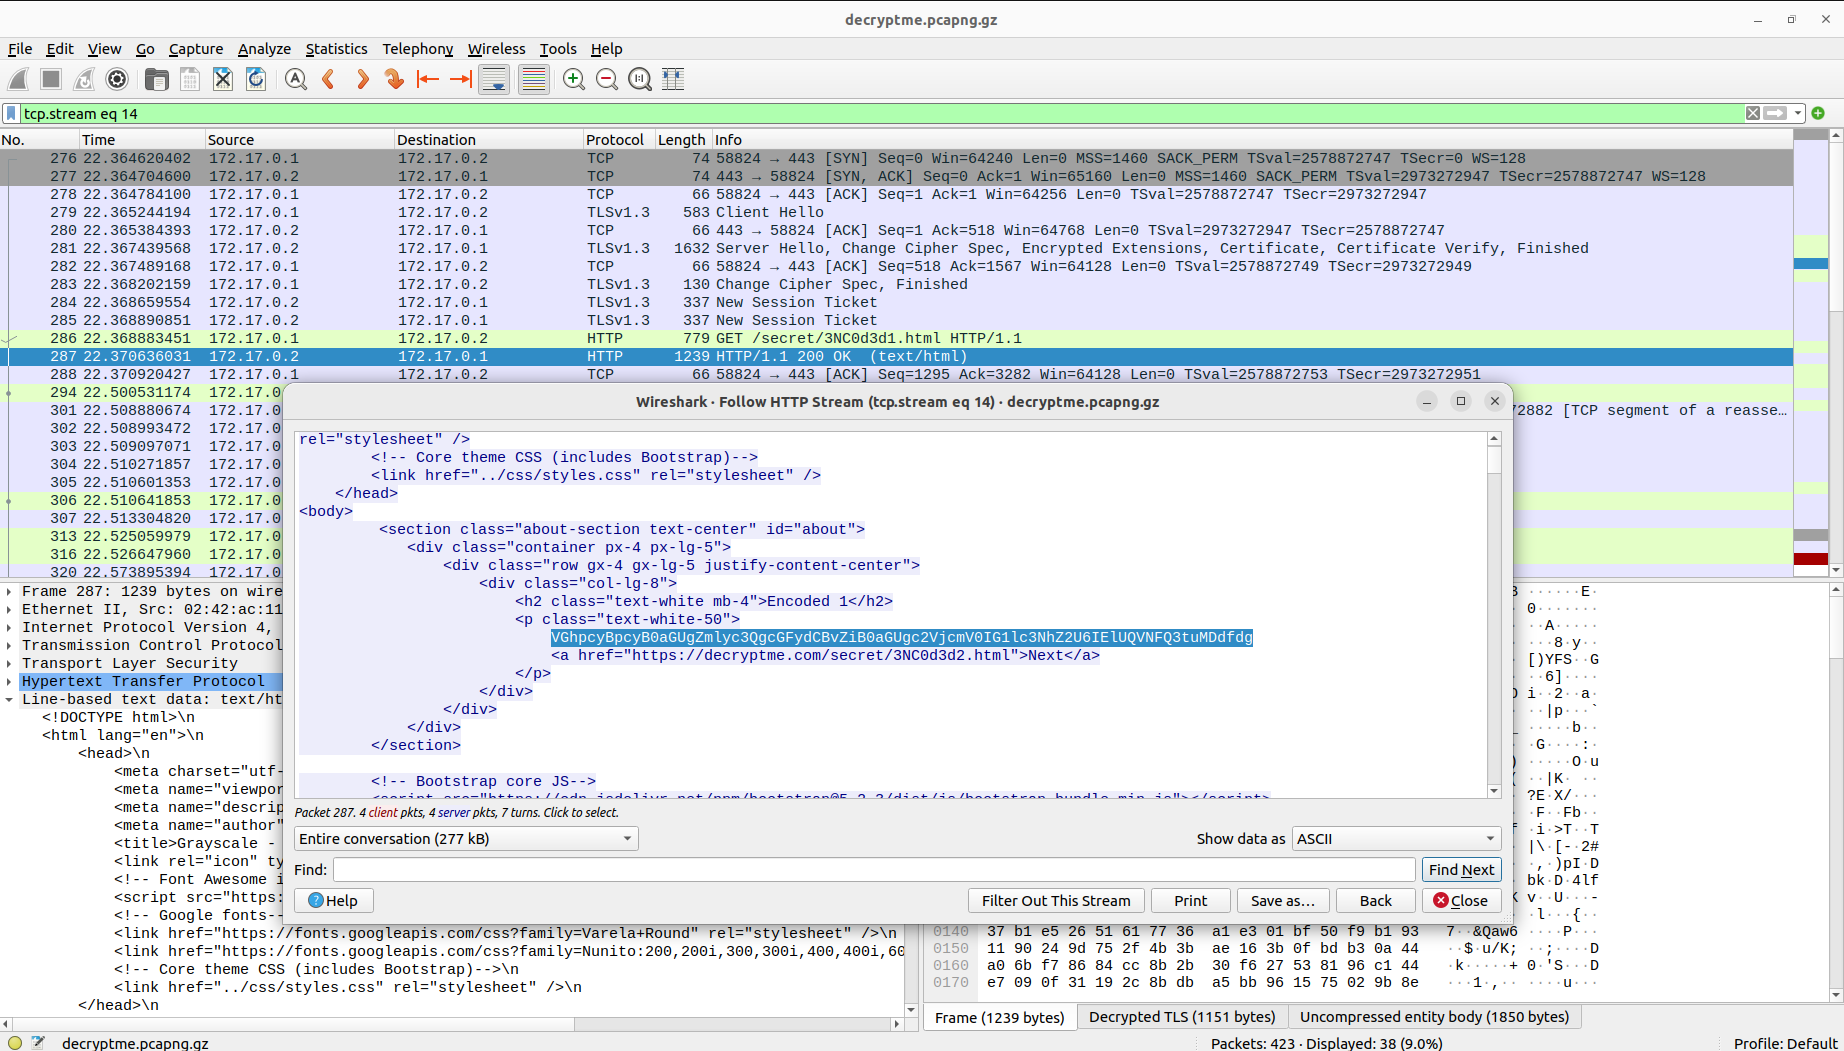 decryptme.pcapng.gz
File Edit View Go Capture Analyze Statistics Telephony Wireless Tools Help
tcp.stream eq 14
No. Time Source Destination Protocol Length Info
276 22.364620402 172.17.0.1 172.17.0.2 TCP 74 58824 → 443 [SYN] Seq=0 Win=64240 Len=0 MSS=1460 SACK_PERM TSval=2578872747 TSecr=0 WS=128
277 22.364704600 172.17.0.2 172.17.0.1 TCP 74 443 → 58824 [SYN, ACK] Seq=0 Ack=1 Win=65160 Len=0 MSS=1460 SACK_PERM TSval=2973272947 TSecr=2578872747 WS=128
278 22.364784100 172.17.0.1 172.17.0.2 TCP 66 58824 → 443 [ACK] Seq=1 Ack=1 Win=64256 Len=0 TSval=2578872747 TSecr=2973272947
279 22.365244194 172.17.0.1 172.17.0.2 TLSv1.3 583 Client Hello
280 22.365384393 172.17.0.2 172.17.0.1 TCP 66 443 → 58824 [ACK] Seq=1 Ack=518 Win=64768 Len=0 TSval=2973272947 TSecr=2578872747
281 22.367439568 172.17.0.2 172.17.0.1 TLSv1.3 1632 Server Hello, Change Cipher Spec, Encrypted Extensions, Certificate, Certificate Verify, Finished
282 22.367489168 172.17.0.1 172.17.0.2 TCP 66 58824 → 443 [ACK] Seq=518 Ack=1567 Win=64128 Len=0 TSval=2578872749 TSecr=2973272949
283 22.368202159 172.17.0.1 172.17.0.2 TLSv1.3 130 Change Cipher Spec, Finished
284 22.368659554 172.17.0.2 172.17.0.1 TLSv1.3 337 New Session Ticket
285 22.368890851 172.17.0.2 172.17.0.1 TLSv1.3 337 New Session Ticket
286 22.368883451 172.17.0.1 172.17.0.2 HTTP 779 GET /secret/3NC0d3d1.html HTTP/1.1
287 22.370636031 172.17.0.2 172.17.0.1 HTTP 1239 HTTP/1.1 200 OK  (text/html)
288 22.370920427 172.17.0.1 172.17.0.2 TCP 66 58824 → 443 [ACK] Seq=1295 Ack=3282 Win=64128 Len=0 TSval=2578872753 TSecr=2973272951
294 22.500531174 172.17.0
301 22.508880674 172.17.0 72882 [TCP segment of a reasse…
302 22.508993472 172.17.0
303 22.509097071 172.17.0
304 22.510271857 172.17.0
305 22.510601353 172.17.0
306 22.510641853 172.17.0
307 22.513304820 172.17.0
313 22.525059979 172.17.0
316 22.526647960 172.17.0
320 22.573895394 172.17.0
Wireshark · Follow HTTP Stream (tcp.stream eq 14) · decryptme.pcapng.gz
rel="stylesheet" />
<!-- Core theme CSS (includes Bootstrap)-->
<link href="../css/styles.css" rel="stylesheet" />
</head>
<body>
<section class="about-section text-center" id="about">
<div class="container px-4 px-lg-5">
<div class="row gx-4 gx-lg-5 justify-content-center">
<div class="col-lg-8">
<h2 class="text-white mb-4">Encoded 1</h2>
<p class="text-white-50">
VGhpcyBpcyB0aGUgZmlyc3QgcGFydCBvZiB0aGUgc2VjcmV0IG1lc3NhZ2U6IElUQVNFQ3tuMDdfdg
<a href="https://decryptme.com/secret/3NC0d3d2.html">Next</a>
</p>
</div>
</div>
</div>
</section>
<!-- Bootstrap core JS-->
<script src="https://cdn.jsdelivr.net/npm/bootstrap@5.2.3/dist/js/bootstrap.bundle.min.js"></script>
Packet 287. 4 client pkts, 4 server pkts, 7 turns. Click to select.
Entire conversation (277 kB) Show data as ASCII
Find: Find Next
Help Filter Out This Stream Print Save as… Back Close
Frame 287: 1239 bytes on wire
Ethernet II, Src: 02:42:ac:11
Internet Protocol Version 4,
Transmission Control Protocol
Transport Layer Security
Hypertext Transfer Protocol
Line-based text data: text/ht
<!DOCTYPE html>\n
<html lang="en">\n
<head>\n
<meta charset="utf-
<meta name="viewpor
<meta name="descrip
<meta name="author"
<title>Grayscale -
<link rel="icon" ty
<!-- Font Awesome i
<script src="https:
<!-- Google fonts--
<link href="https://fonts.googleapis.com/css?family=Varela+Round" rel="stylesheet" />\n
<link href="https://fonts.googleapis.com/css?family=Nunito:200,200i,300,300i,400,400i,60
<!-- Core theme CSS (includes Bootstrap)-->\n
<link href="../css/styles.css" rel="stylesheet" />\n
</head>\n
······E·
0·······
·A······
··8y··
[)YFS··G
·6]····
i··2··a·
··|p···`
·····b··
·G····:·
·····Ou
··|K····
?EX/···
·F··Fb··
i·>T··T
|\·[-·2#
·,·)pI·D
bk·D·4lf
v··U···-
·l···{··
0140 37 b1 e5 26 51 61 77 36 a1 e3 01 bf 50 f9 b1 93 7··&Qaw6 ····P···
0150 11 90 24 9d 75 2f 4b 3b ae 16 3b 0f bd b3 0a 44 ··$·u/K; ··;····D
0160 a0 6b f7 86 84 cc 8b 2b 30 f6 27 53 81 96 c1 44 ·k·····+ 0·'S···D
0170 e7 09 0f 31 19 2c 8b db a5 bb 96 15 75 02 9b 8e ···1·,·· ····u···
Frame (1239 bytes) Decrypted TLS (1151 bytes) Uncompressed entity body (1850 bytes)
decryptme.pcapng.gz Packets: 423 · Displayed: 38 (9.0%) Profile: Default